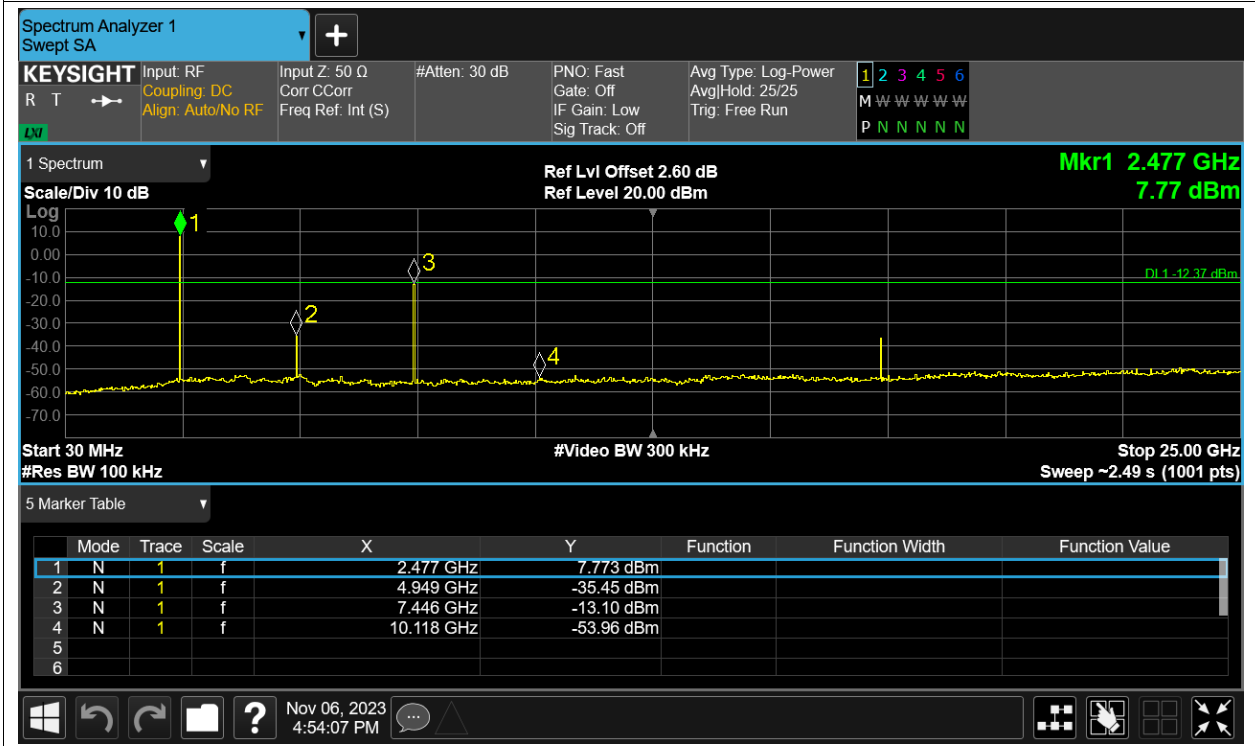 Spectrum Analyzer 1
Swept SA
+
KEYSIGHT Input: RF Input Z: 50 Ω #Atten: 30 dB PNO: Fast Avg Type: Log-Power 1 2 3 4 5 6
R T Coupling: DC Corr CCorr Gate: Off Avg|Hold: 25/25 M W W W W W
Align: Auto/No RF Freq Ref: Int (S) IF Gain: Low Trig: Free Run
LXI Sig Track: Off P N N N N N
1 Spectrum Ref Lvl Offset 2.60 dB Mkr1 2.477 GHz
Scale/Div 10 dB Ref Level 20.00 dBm 7.77 dBm
Log
1
10.0
0.00
3
-10.0
DL1 -12.37 dBm
-20.0
2
-30.0
-40.0
4
-50.0
-60.0
-70.0
Start 30 MHz #Video BW 300 kHz Stop 25.00 GHz
#Res BW 100 kHz Sweep ~2.49 s (1001 pts)
5 Marker Table
Mode Trace Scale X Y Function Function Width Function Value
1 N 1 f 2.477 GHz 7.773 dBm
2 N 1 f 4.949 GHz -35.45 dBm
3 N 1 f 7.446 GHz -13.10 dBm
4 N 1 f 10.118 GHz -53.96 dBm
5
6
? Nov 06, 2023
4:54:07 PM